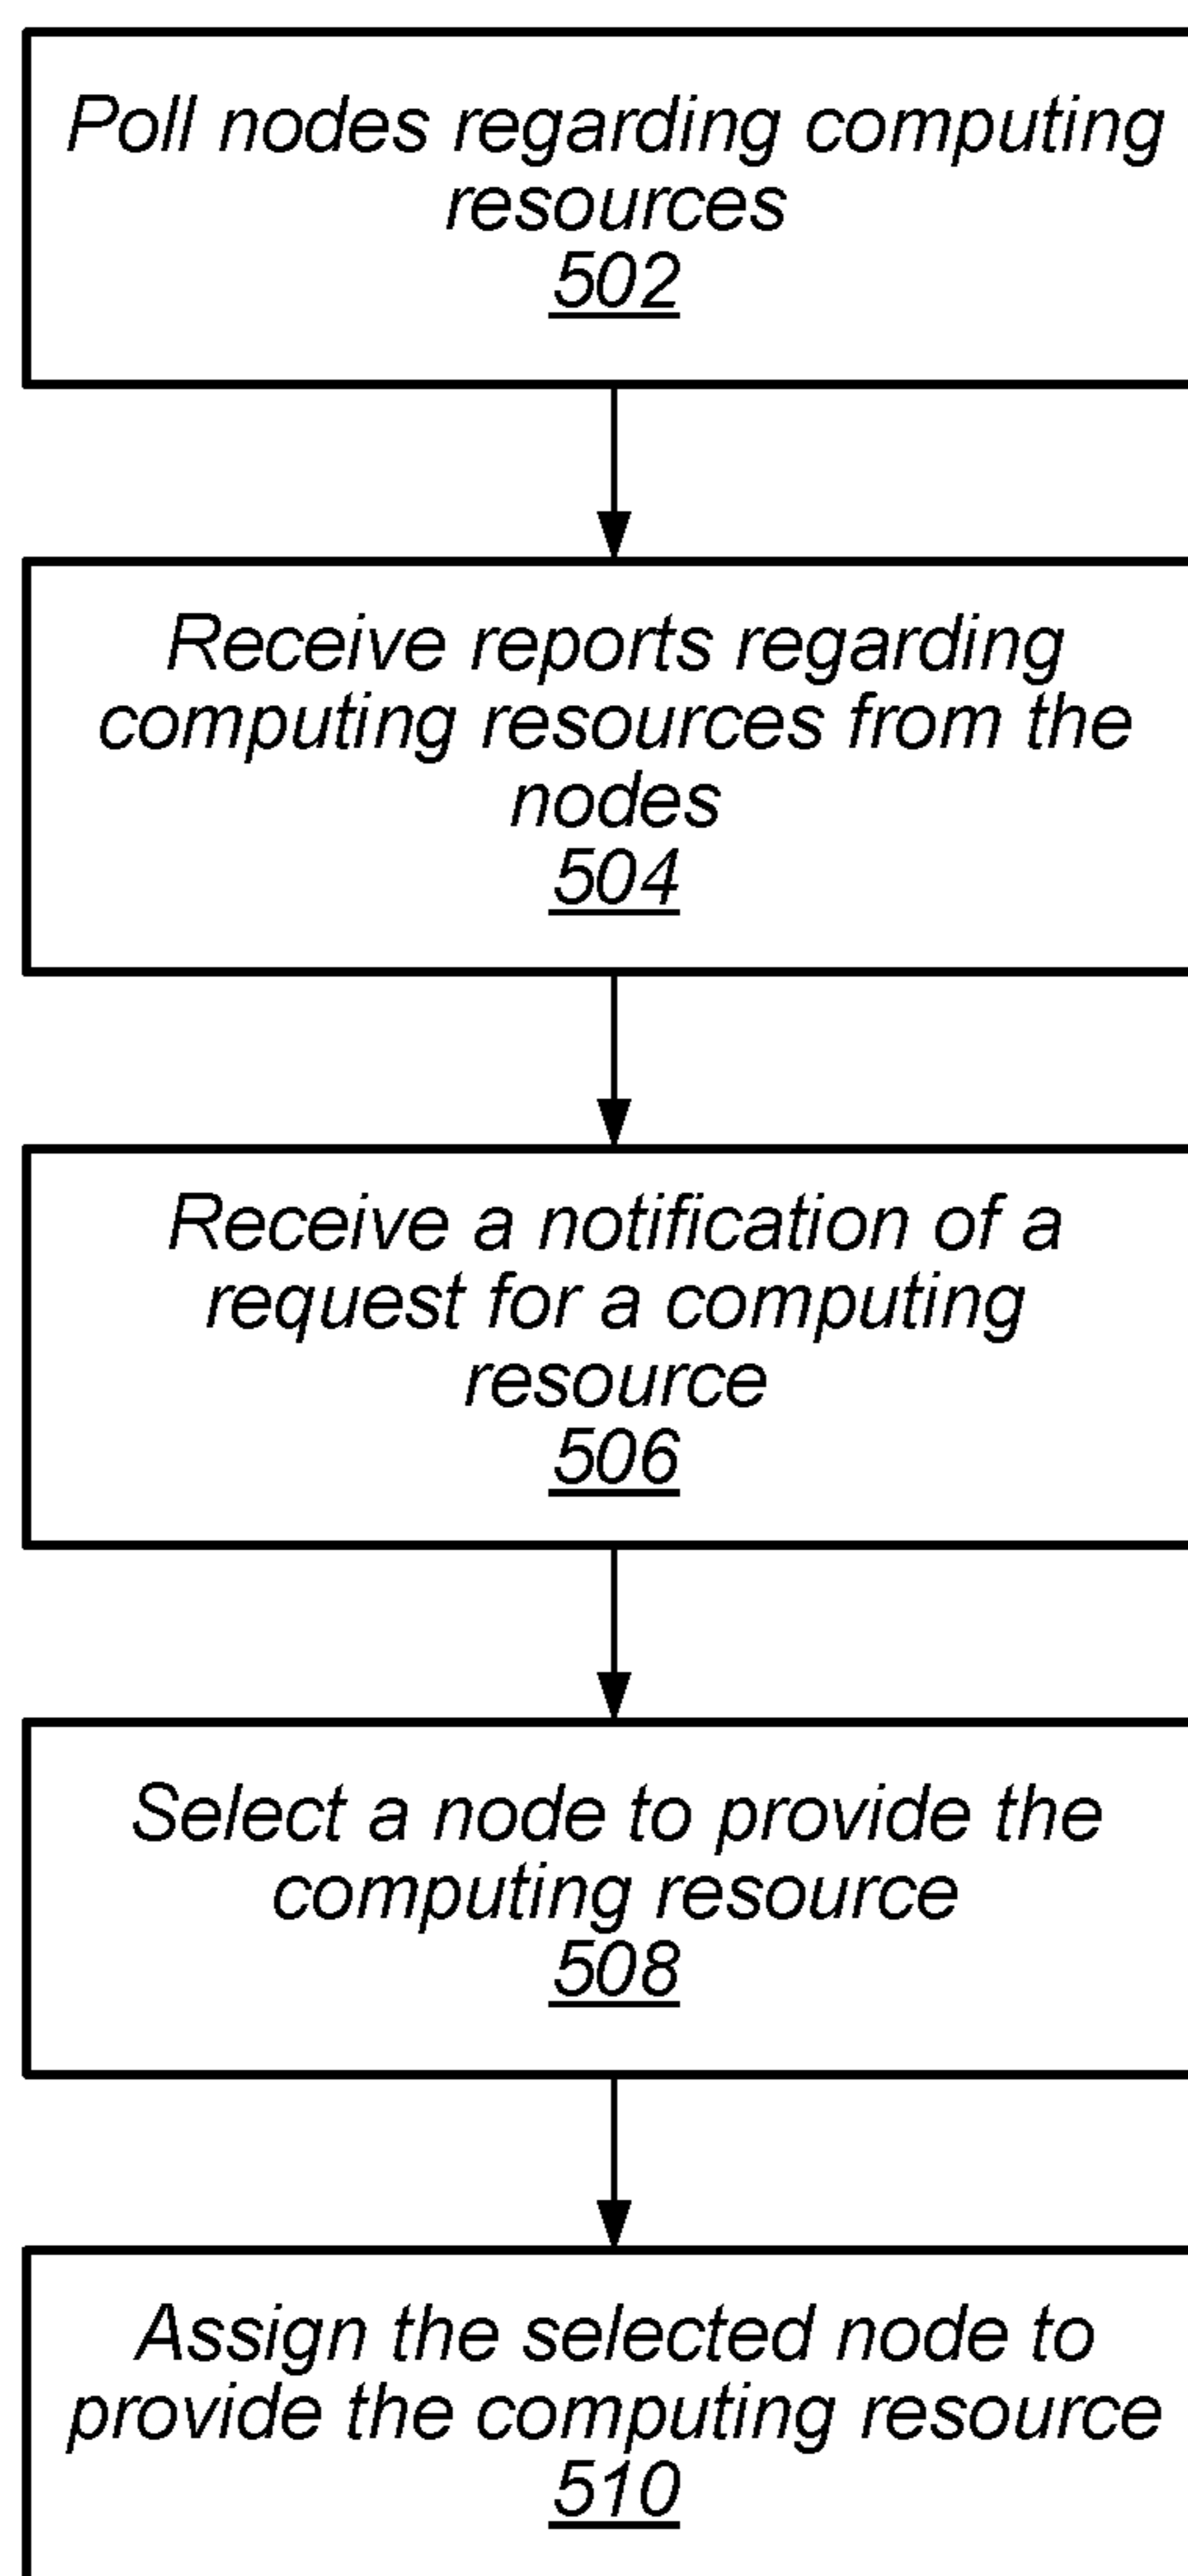 Poll nodes regarding computing
resources
502
Receive reports regarding
computing resources from the
nodes
504
Receive a notification of a
request for a computing
resource
506
Select a node to provide the
computing resource
508
Assign the selected node to
provide the computing resource
510